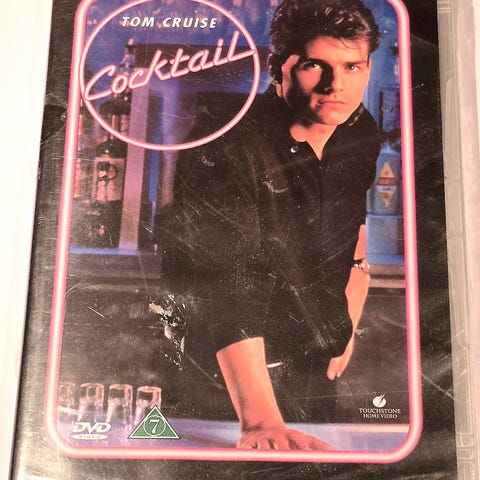 TOM CRUISE
Cocktail
DVD
VIDEO
7
TOUCHSTONE
HOME VIDEO